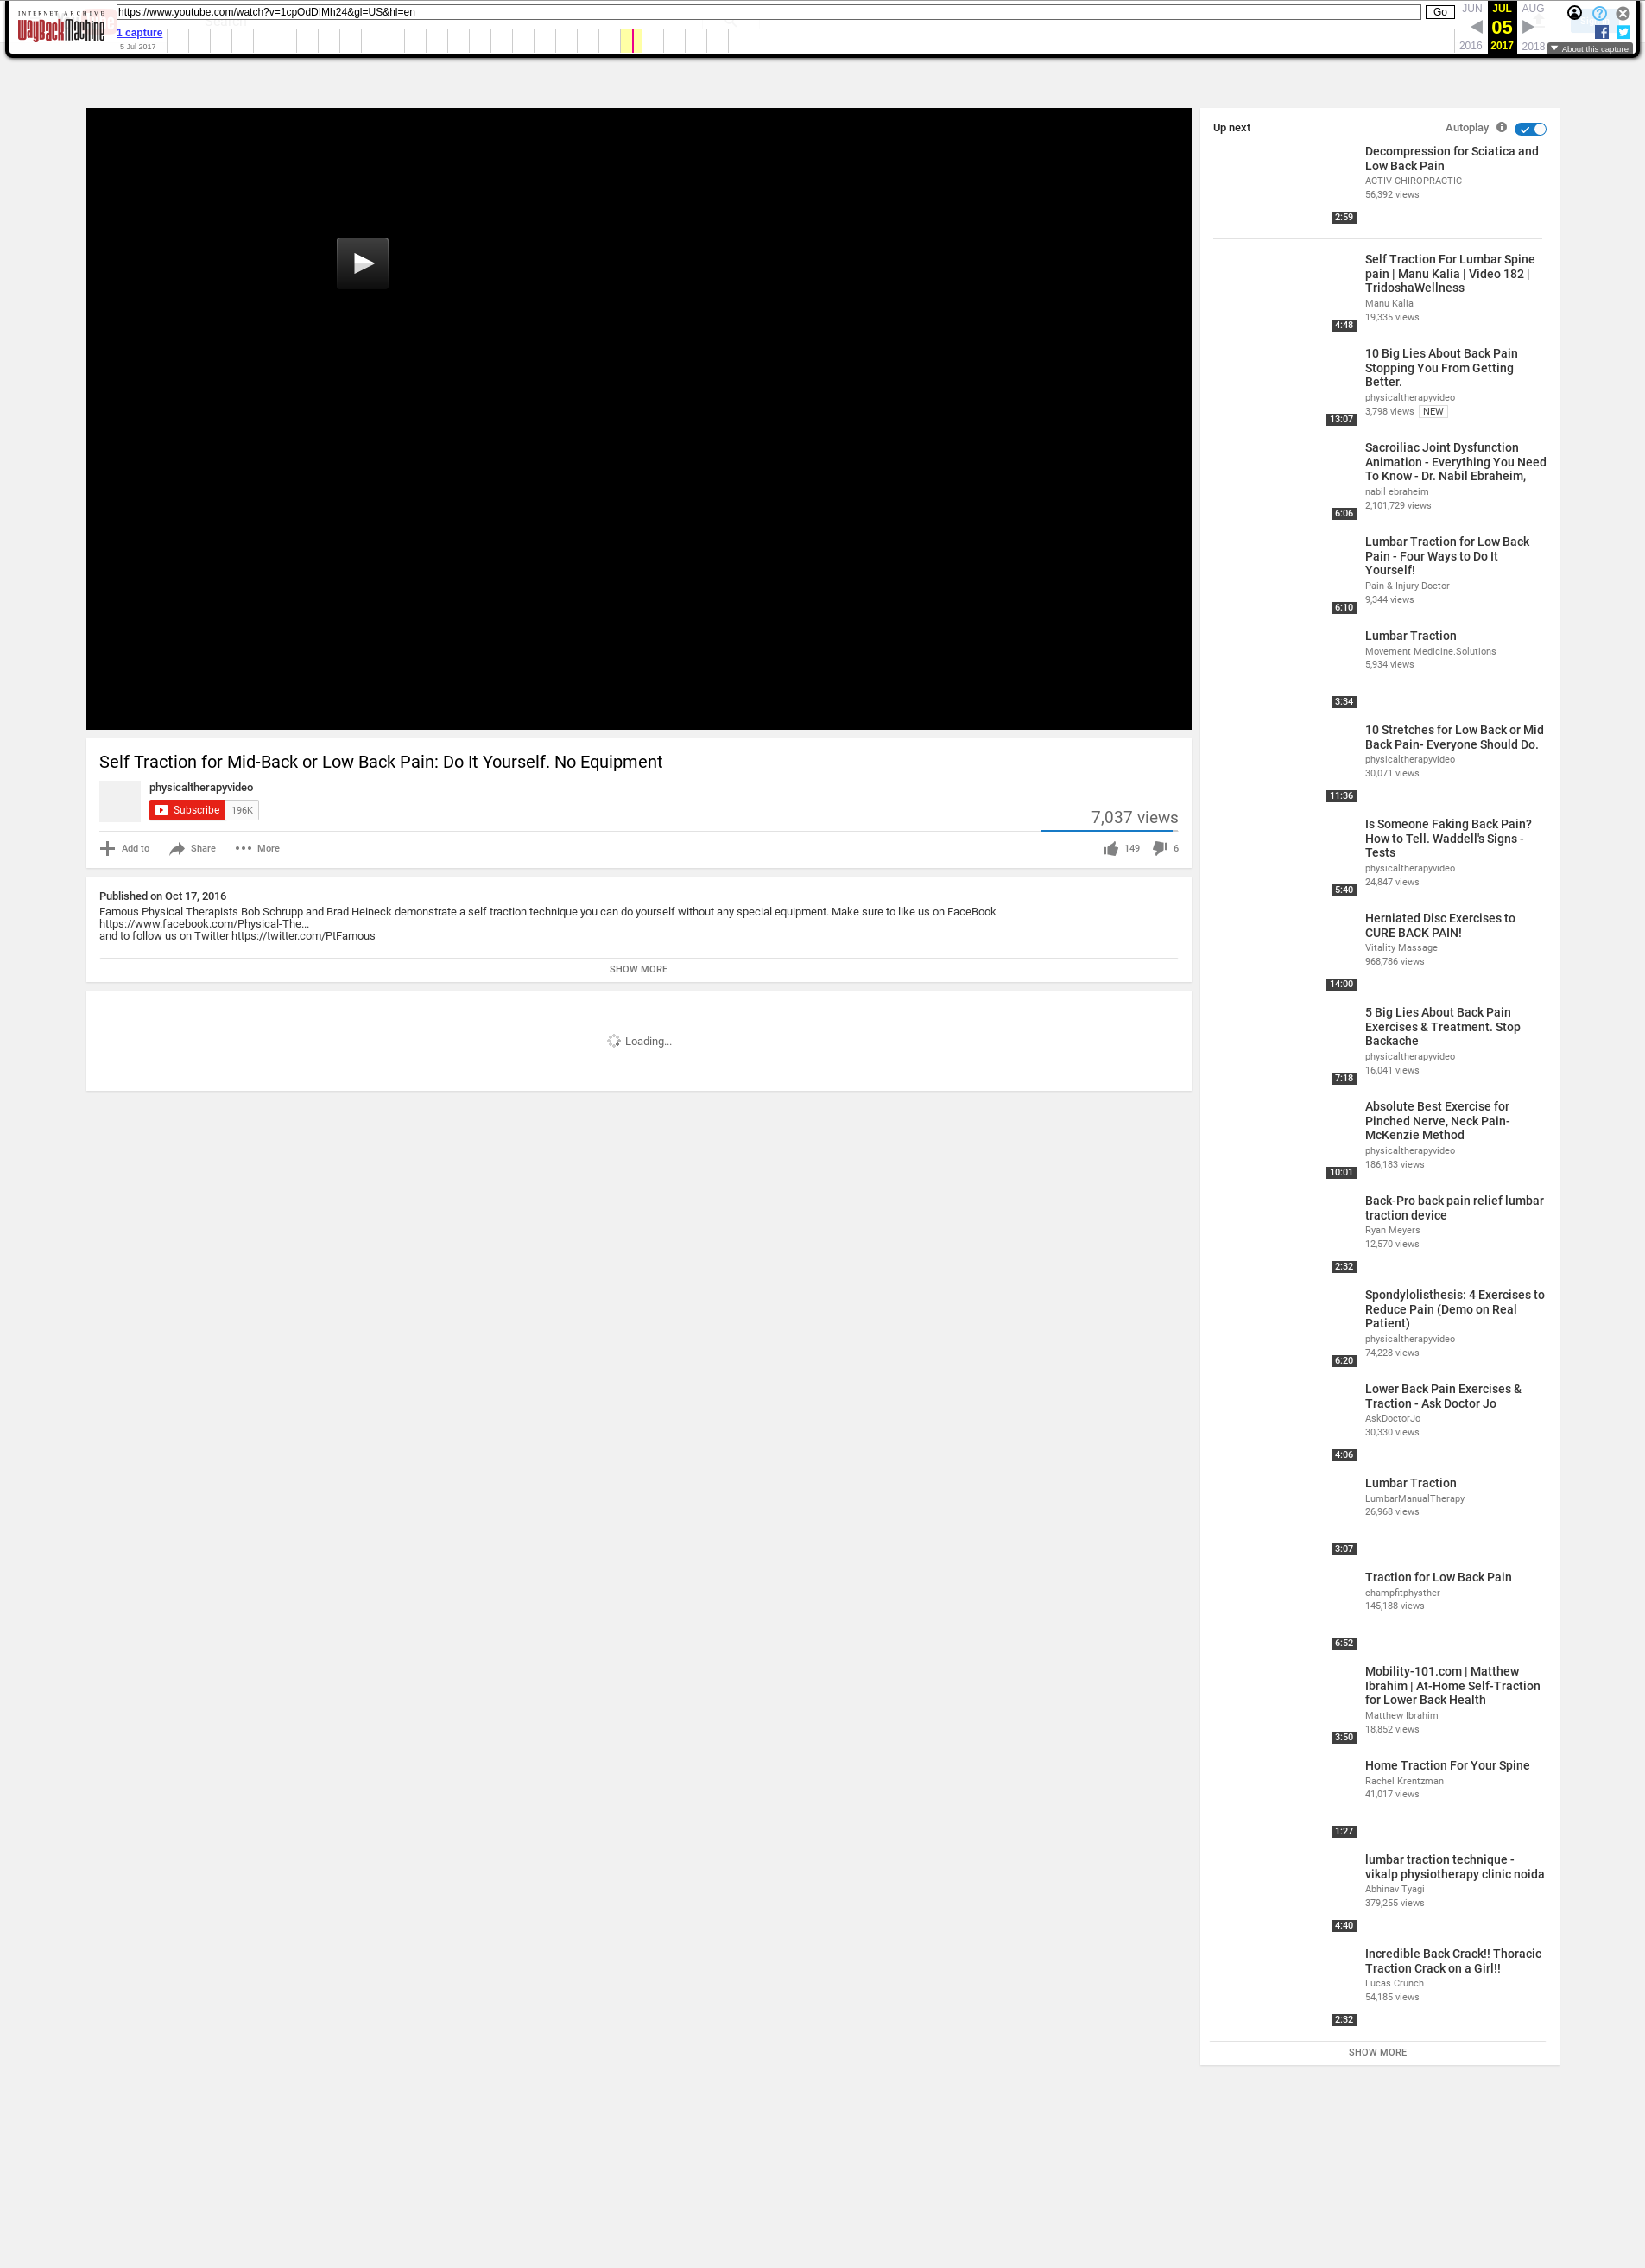 INTERNET ARCHIVE
WayBackMachine
https://www.youtube.com/watch?v=1cpOdDIMh24&gl=US&hl=en
Go
JUN
JUL
AUG
1 capture
05
5 Jul 2017
2016
2017
2018
About this capture
Self Traction for Mid-Back or Low Back Pain: Do It Yourself. No Equipment
physicaltherapyvideo
Subscribe 196K
7,037 views
Add to Share More
149 6
Published on Oct 17, 2016
Famous Physical Therapists Bob Schrupp and Brad Heineck demonstrate a self traction technique you can do yourself without any special equipment. Make sure to like us on FaceBook
https://www.facebook.com/Physical-The...
and to follow us on Twitter https://twitter.com/PtFamous
SHOW MORE
Loading...
Up next
Autoplay
Decompression for Sciatica and
Low Back Pain
ACTIV CHIROPRACTIC
56,392 views
2:59
Self Traction For Lumbar Spine
pain | Manu Kalia | Video 182 |
TridoshaWellness
Manu Kalia
19,335 views
4:48
10 Big Lies About Back Pain
Stopping You From Getting
Better.
physicaltherapyvideo
3,798 views NEW
13:07
Sacroiliac Joint Dysfunction
Animation - Everything You Need
To Know - Dr. Nabil Ebraheim,
nabil ebraheim
2,101,729 views
6:06
Lumbar Traction for Low Back
Pain - Four Ways to Do It
Yourself!
Pain & Injury Doctor
9,344 views
6:10
Lumbar Traction
Movement Medicine.Solutions
5,934 views
3:34
10 Stretches for Low Back or Mid
Back Pain- Everyone Should Do.
physicaltherapyvideo
30,071 views
11:36
Is Someone Faking Back Pain?
How to Tell. Waddell's Signs -
Tests
physicaltherapyvideo
24,847 views
5:40
Herniated Disc Exercises to
CURE BACK PAIN!
Vitality Massage
968,786 views
14:00
5 Big Lies About Back Pain
Exercises & Treatment. Stop
Backache
physicaltherapyvideo
16,041 views
7:18
Absolute Best Exercise for
Pinched Nerve, Neck Pain-
McKenzie Method
physicaltherapyvideo
186,183 views
10:01
Back-Pro back pain relief lumbar
traction device
Ryan Meyers
12,570 views
2:32
Spondylolisthesis: 4 Exercises to
Reduce Pain (Demo on Real
Patient)
physicaltherapyvideo
74,228 views
6:20
Lower Back Pain Exercises &
Traction - Ask Doctor Jo
AskDoctorJo
30,330 views
4:06
Lumbar Traction
LumbarManualTherapy
26,968 views
3:07
Traction for Low Back Pain
champfitphysther
145,188 views
6:52
Mobility-101.com | Matthew
Ibrahim | At-Home Self-Traction
for Lower Back Health
Matthew Ibrahim
18,852 views
3:50
Home Traction For Your Spine
Rachel Krentzman
41,017 views
1:27
lumbar traction technique -
vikalp physiotherapy clinic noida
Abhinav Tyagi
379,255 views
4:40
Incredible Back Crack!! Thoracic
Traction Crack on a Girl!!
Lucas Crunch
54,185 views
2:32
SHOW MORE